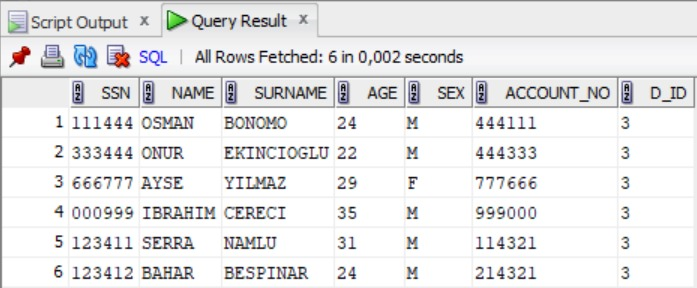 Script Output x Query Result x
SQL | All Rows Fetched: 6 in 0,002 seconds
SSN NAME SURNAME AGE SEX ACCOUNT_NO D_ID
1 111444 OSMAN BONOMO 24 M 444111 3
2 333444 ONUR EKINCIOGLU 22 M 444333 3
3 666777 AYSE YILMAZ 29 F 777666 3
4 000999 IBRAHIM CERECI 35 M 999000 3
5 123411 SERRA NAMLU 31 M 114321 3
6 123412 BAHAR BESPINAR 24 M 214321 3